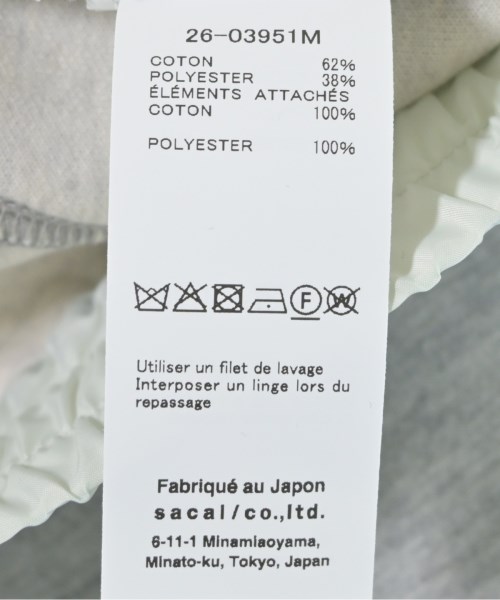 26-03951M
COTON 62%
POLYESTER 38%
ÉLÉMENTS ATTACHÉS
COTON 100%
POLYESTER 100%
F W
Utiliser un filet de lavage
Interposer un linge lors du
repassage
Fabriqué au Japon
sacai/co.,ltd.
6-11-1 Minamiaoyama,
Minato-ku, Tokyo, Japan